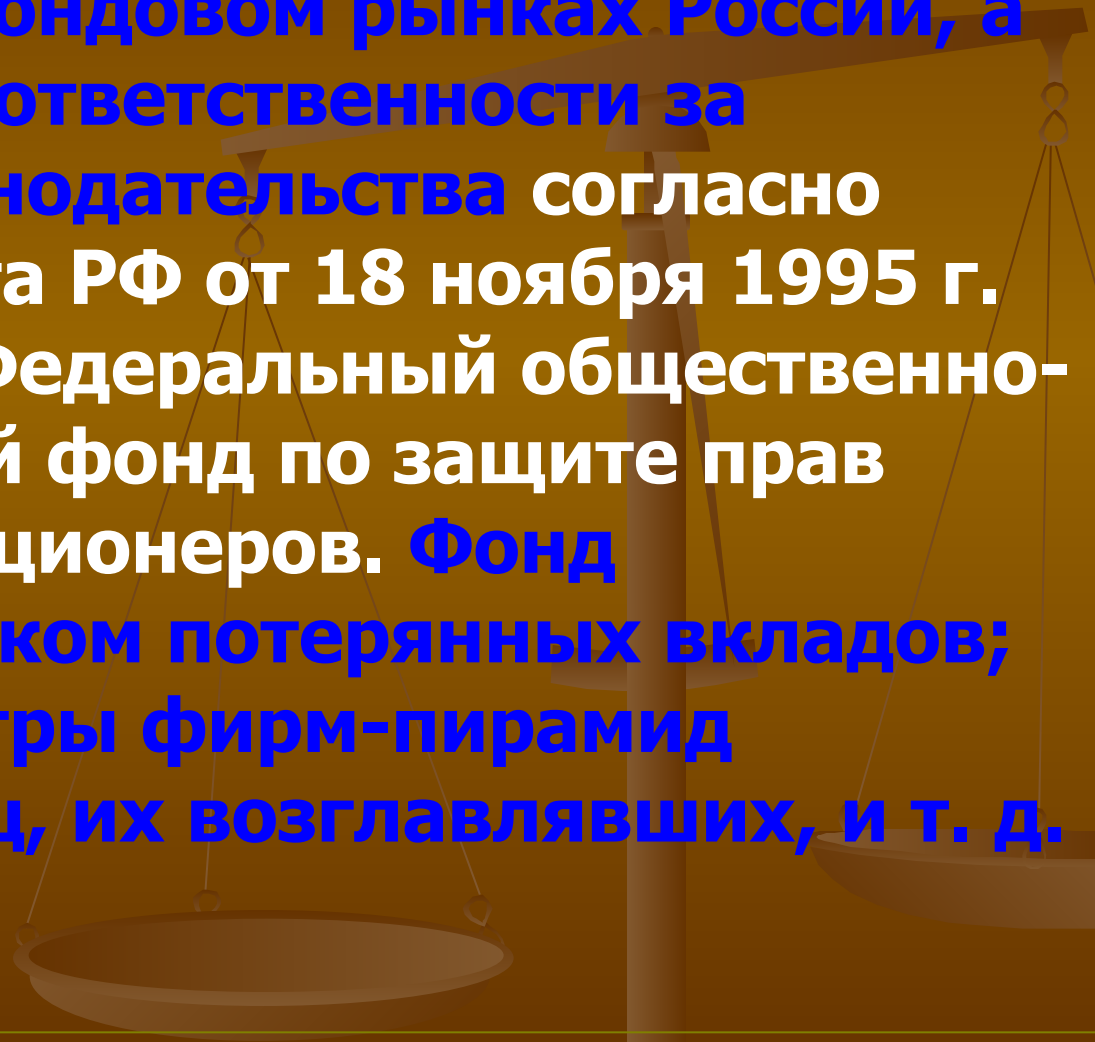 ондовом рынках России, а
ответственности за
нодательства согласно
та РФ от 18 ноября 1995 г.
Федеральный общественно-
й фонд по защите прав
ционеров. Фонд
ком потерянных вкладов;
тры фирм-пирамид
ц, их возглавлявших, и т. д.